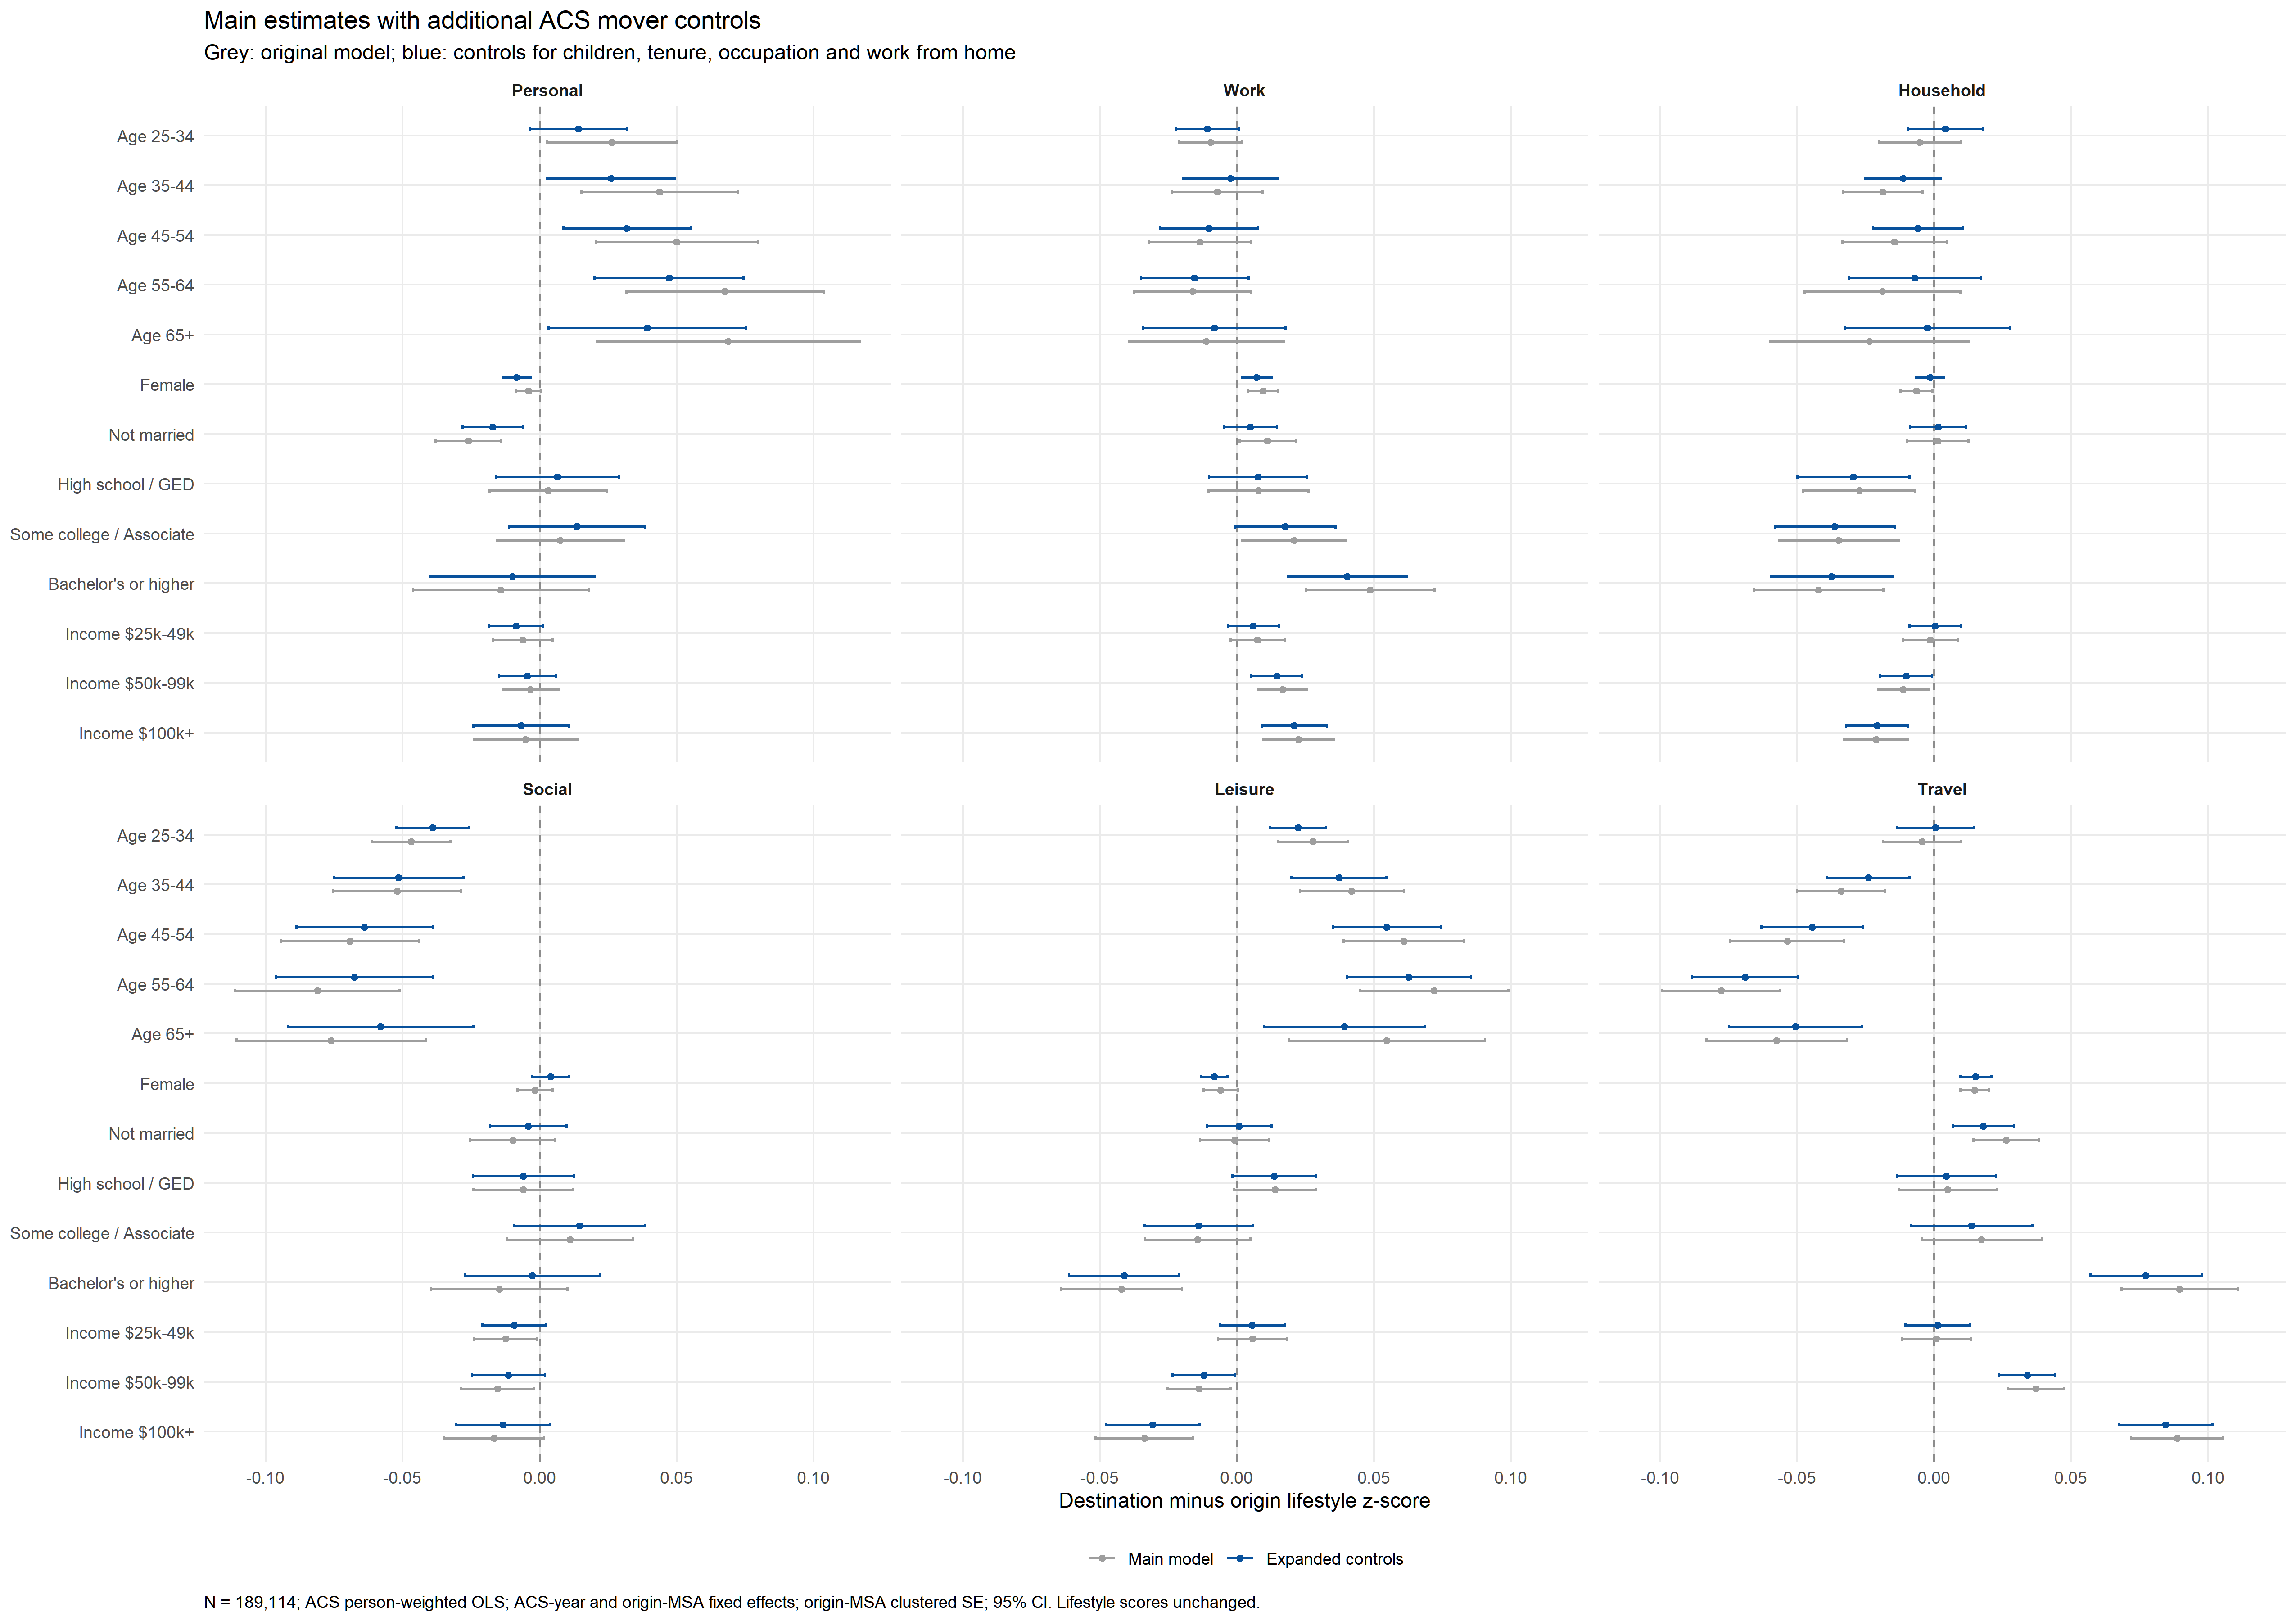 Main estimates with additional ACS mover controls
Grey: original model; blue: controls for children, tenure, occupation and work from home
Personal
Work
Household
Age 25-34
Age 35-44
Age 45-54
Age 55-64
Age 65+
Female
Not married
High school / GED
Some college / Associate
Bachelor's or higher
Income $25k-49k
Income $50k-99k
Income $100k+
Social
Leisure
Travel
Age 25-34
Age 35-44
Age 45-54
Age 55-64
Age 65+
Female
Not married
High school / GED
Some college / Associate
Bachelor's or higher
Income $25k-49k
Income $50k-99k
Income $100k+
-0.10 -0.05 0.00 0.05 0.10 -0.10 -0.05 0.00 0.05 0.10 -0.10 -0.05 0.00 0.05 0.10
Destination minus origin lifestyle z-score
Main model Expanded controls
N = 189,114; ACS person-weighted OLS; ACS-year and origin-MSA fixed effects; origin-MSA clustered SE; 95% CI. Lifestyle scores unchanged.